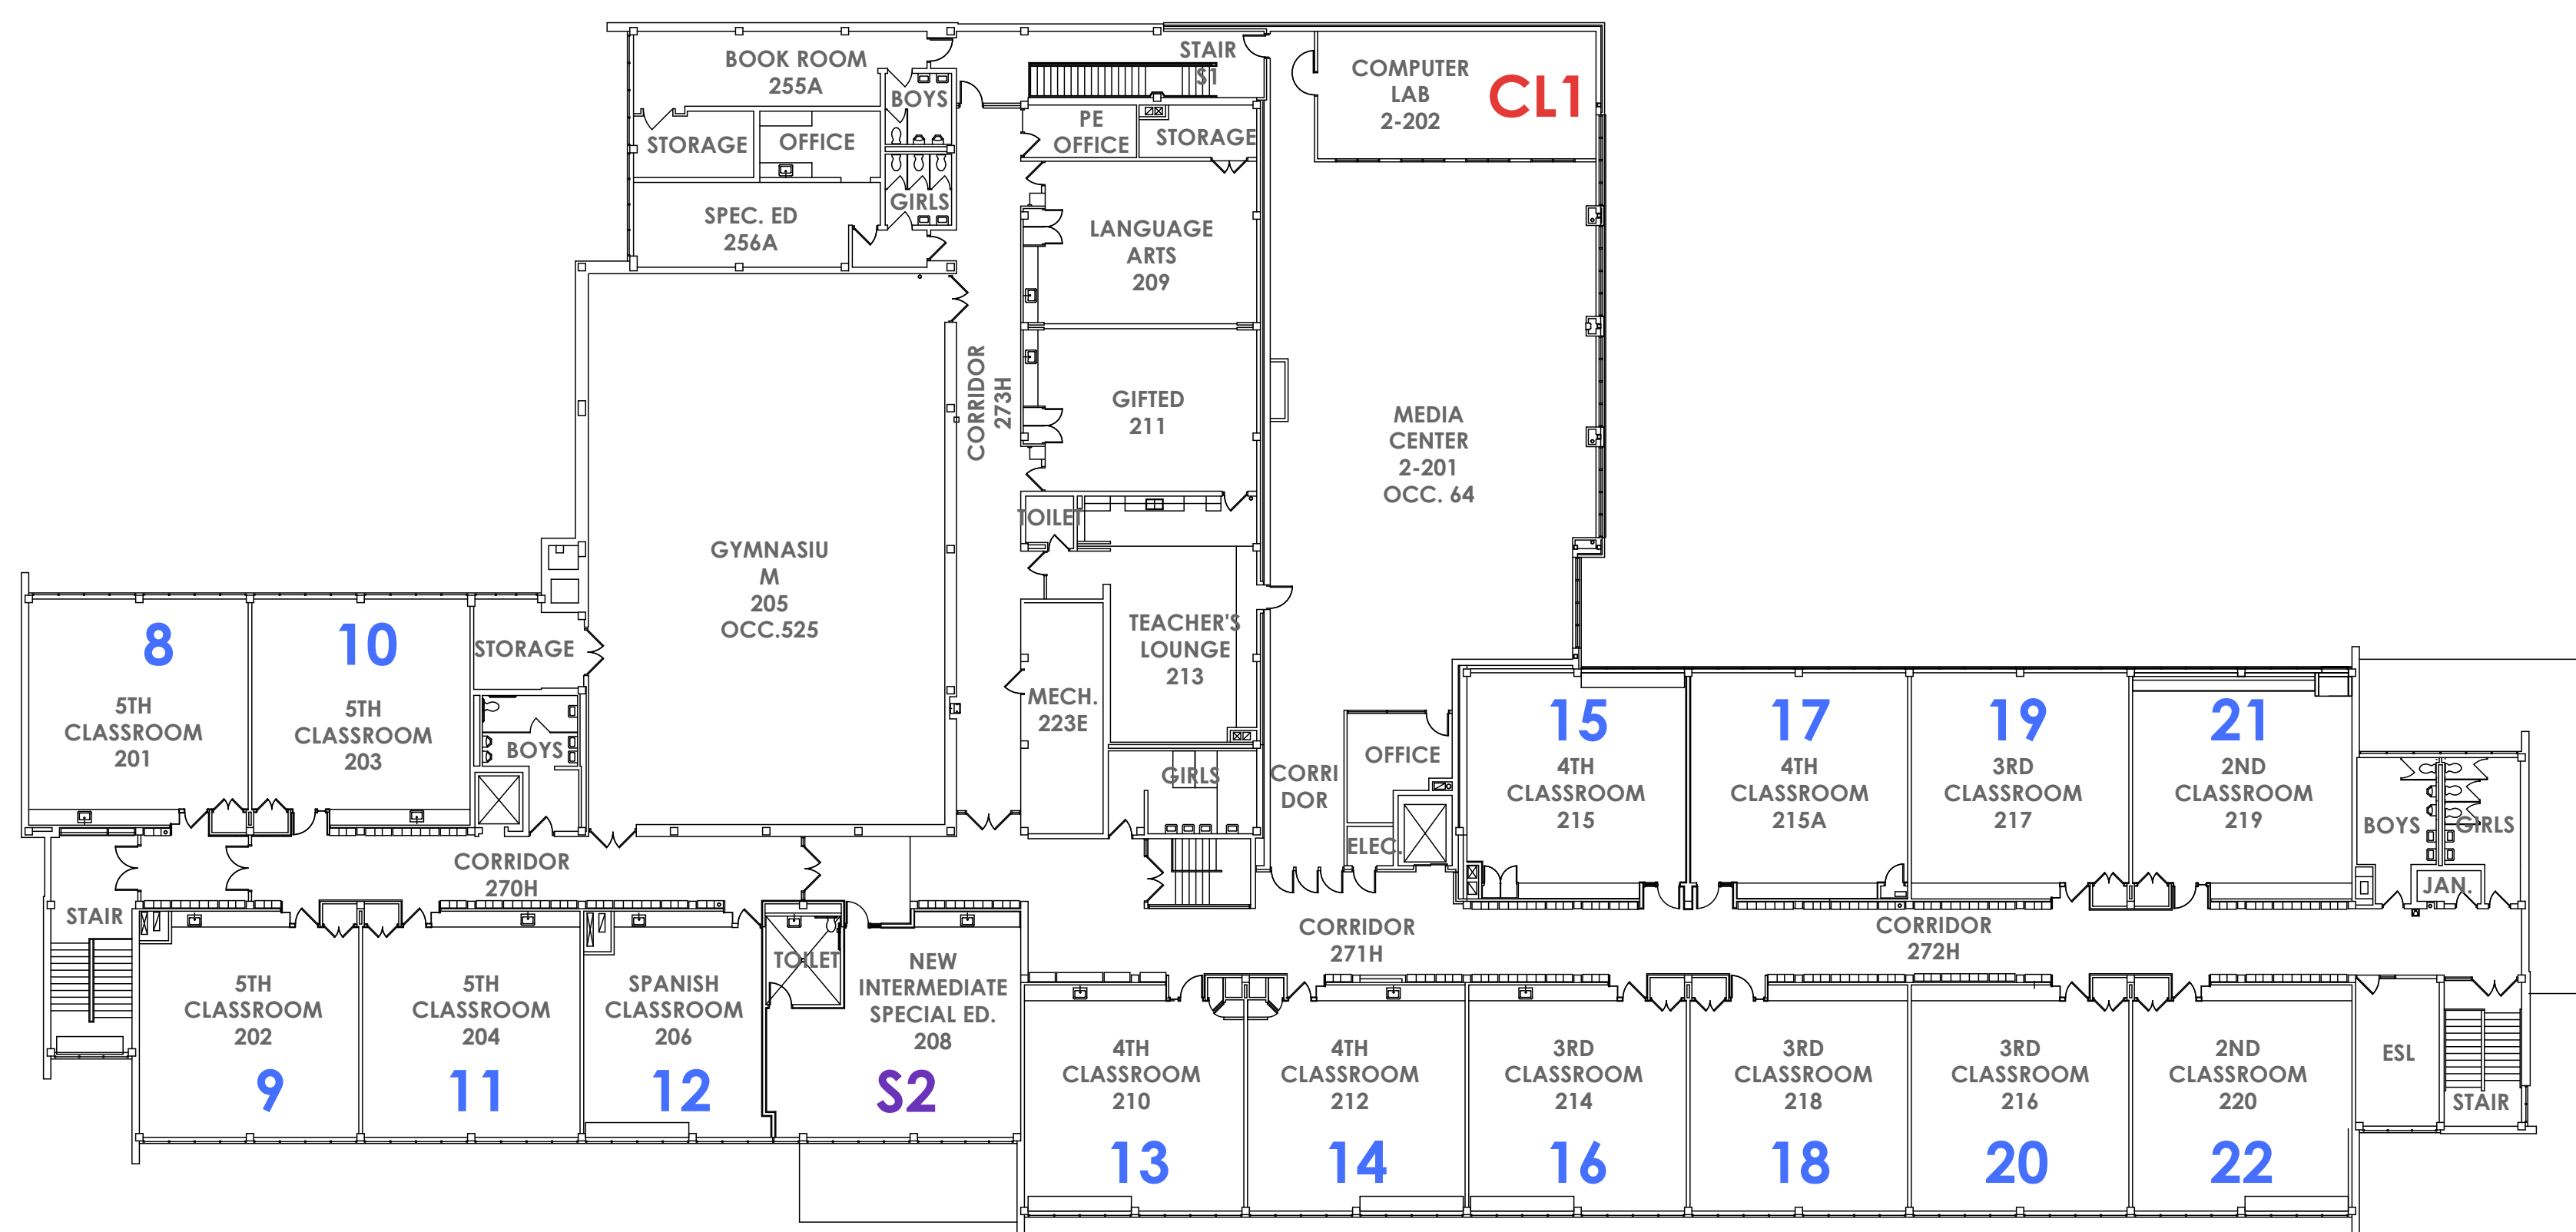 BOOK ROOM
255A
BOYS
STORAGE
OFFICE
GIRLS
SPEC. ED
256A
STAIR
S1
PE
OFFICE
STORAGE
COMPUTER
LAB
2-202
CL1
LANGUAGE
ARTS
209
GIFTED
211
CORRIDOR
273H
MEDIA
CENTER
2-201
OCC. 64
TOILET
GYMNASIU
M
205
OCC.525
TEACHER'S
LOUNGE
213
MECH.
223E
GIRLS
CORRI
DOR
OFFICE
ELEC.
8
5TH
CLASSROOM
201
10
5TH
CLASSROOM
203
STORAGE
BOYS
15
4TH
CLASSROOM
215
17
4TH
CLASSROOM
215A
19
3RD
CLASSROOM
217
21
2ND
CLASSROOM
219
BOYS
GIRLS
JAN.
CORRIDOR
270H
STAIR
CORRIDOR
271H
CORRIDOR
272H
5TH
CLASSROOM
202
9
5TH
CLASSROOM
204
11
SPANISH
CLASSROOM
206
12
TOILET
NEW
INTERMEDIATE
SPECIAL ED.
208
S2
4TH
CLASSROOM
210
13
4TH
CLASSROOM
212
14
3RD
CLASSROOM
214
16
3RD
CLASSROOM
218
18
3RD
CLASSROOM
216
20
2ND
CLASSROOM
220
22
ESL
STAIR